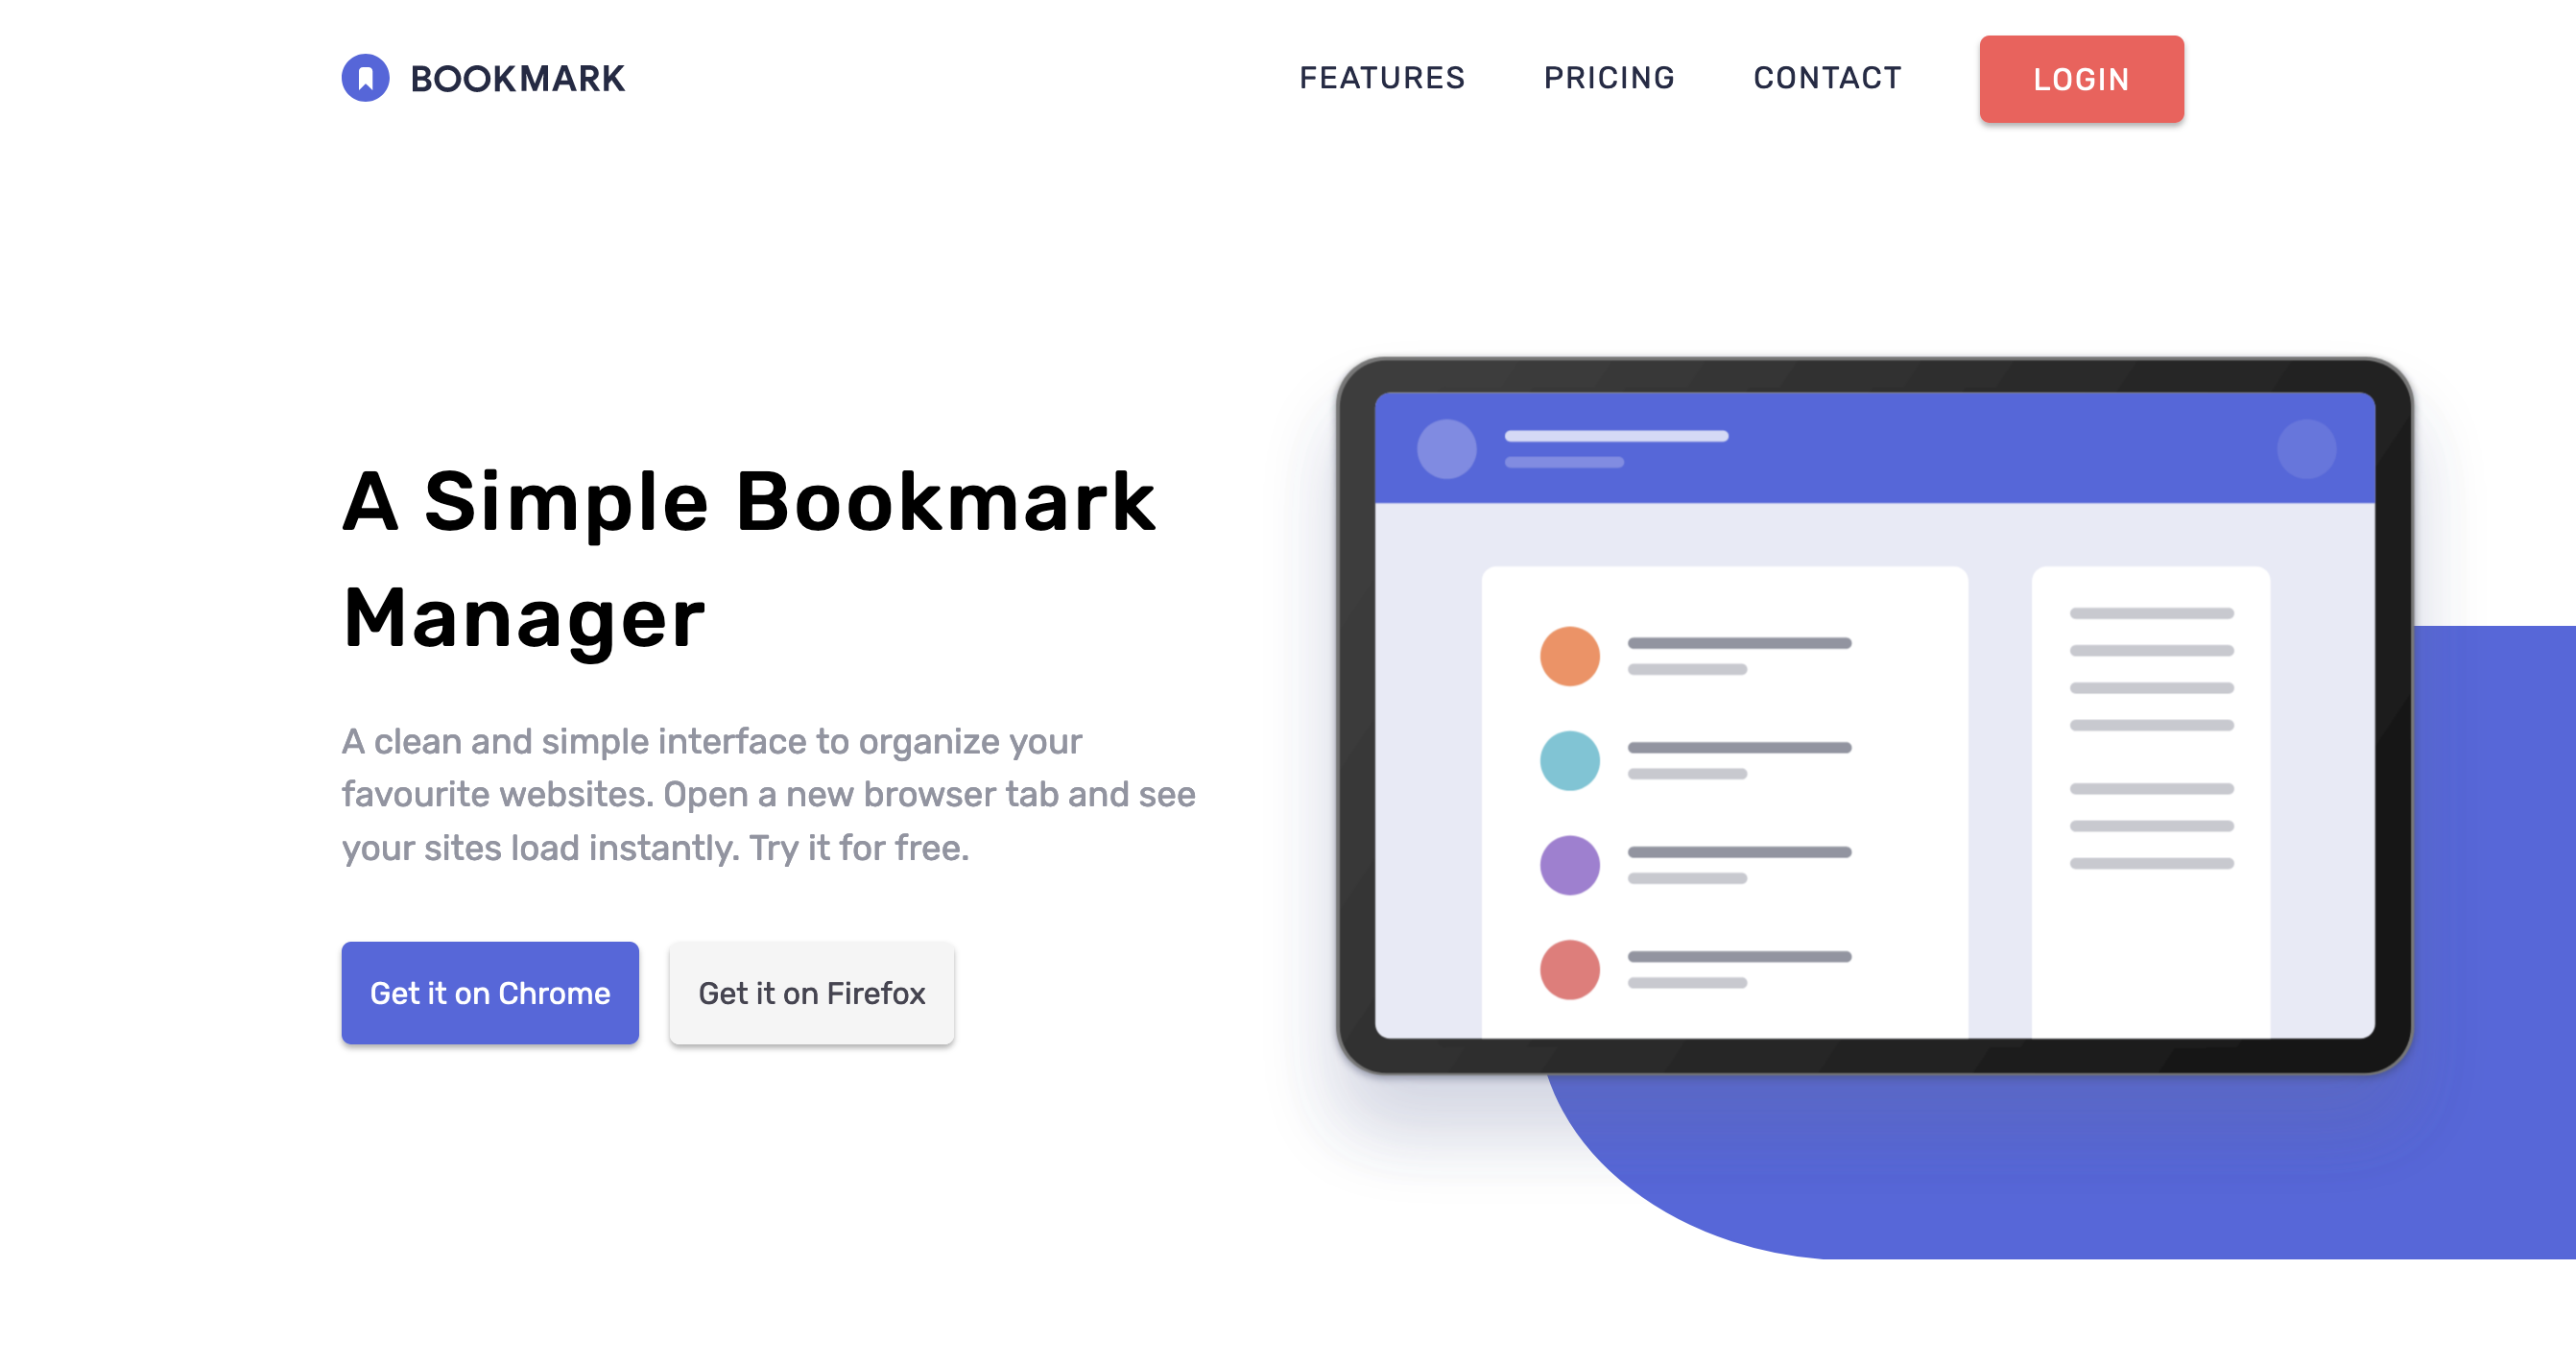 BOOKMARK
FEATURES
PRICING
CONTACT
LOGIN
A Simple Bookmark
Manager
A clean and simple interface to organize your
favourite websites. Open a new browser tab and see
your sites load instantly. Try it for free.
Get it on Chrome
Get it on Firefox